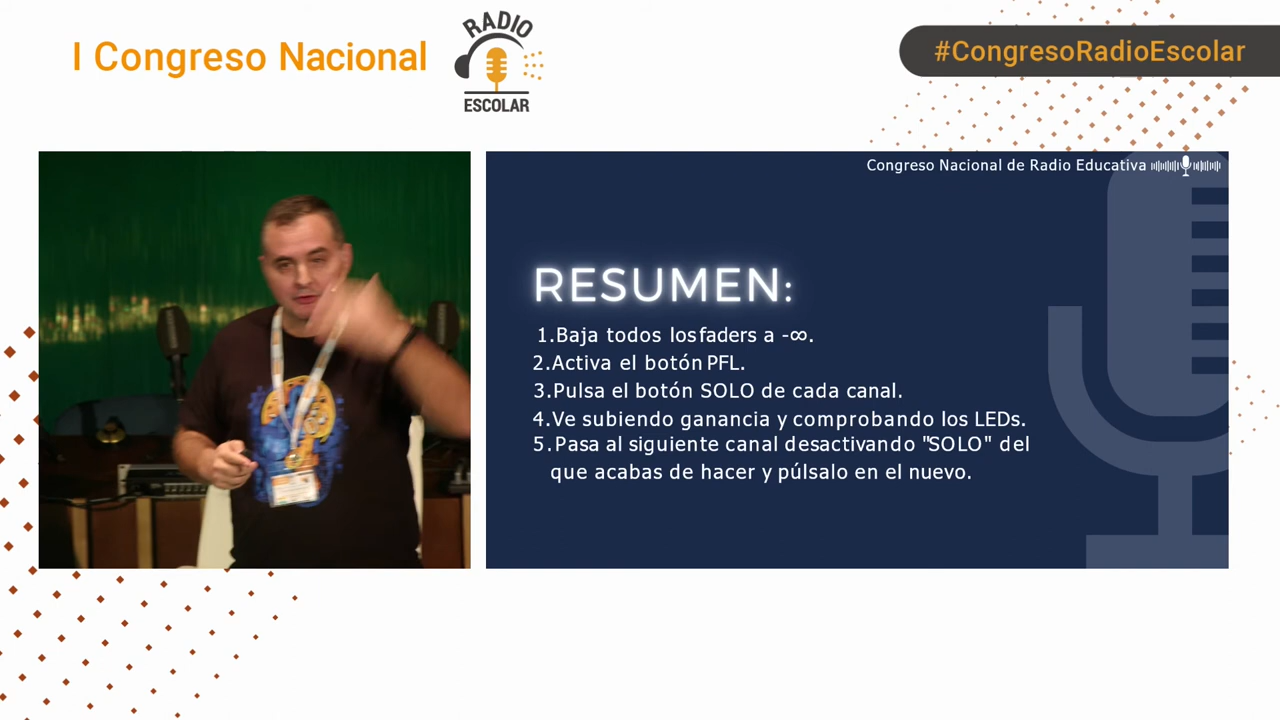 I Congreso Nacional
RADIO
ESCOLAR
#CongresoRadioEscolar
Congreso Nacional de Radio Educativa
RESUMEN:
1.Baja todos los faders a -∞.
2.Activa el botón PFL.
3.Pulsa el botón SOLO de cada canal.
4.Ve subiendo ganancia y comprobando los LEDs.
5.Pasa al siguiente canal desactivando "SOLO" del
que acabas de hacer y púlsalo en el nuevo.